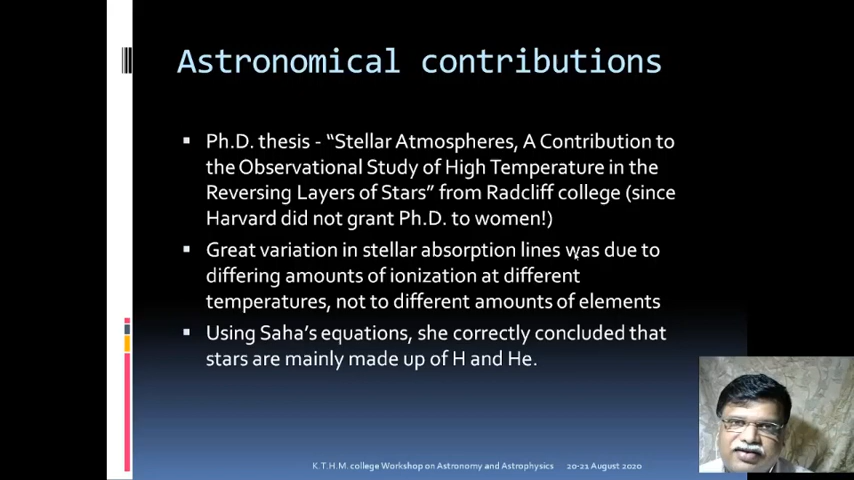 Astronomical contributions
Ph.D. thesis - “Stellar Atmospheres, A Contribution to
the Observational Study of High Temperature in the
Reversing Layers of Stars” from Radcliff college (since
Harvard did not grant Ph.D. to women!)
Great variation in stellar absorption lines was due to
differing amounts of ionization at different
temperatures, not to different amounts of elements
Using Saha’s equations, she correctly concluded that
stars are mainly made up of H and He.
K.T.H.M. college Workshop on Astronomy and Astrophysics 20-21 August 2020